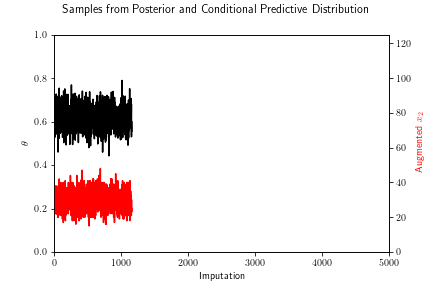 Samples from Posterior and Conditional Predictive Distribution
1.0
0.8
0.6
0.4
0.2
0.0
θ
120
100
80
60
40
20
0
Augmented x₂
0 1000 2000 3000 4000 5000
Imputation